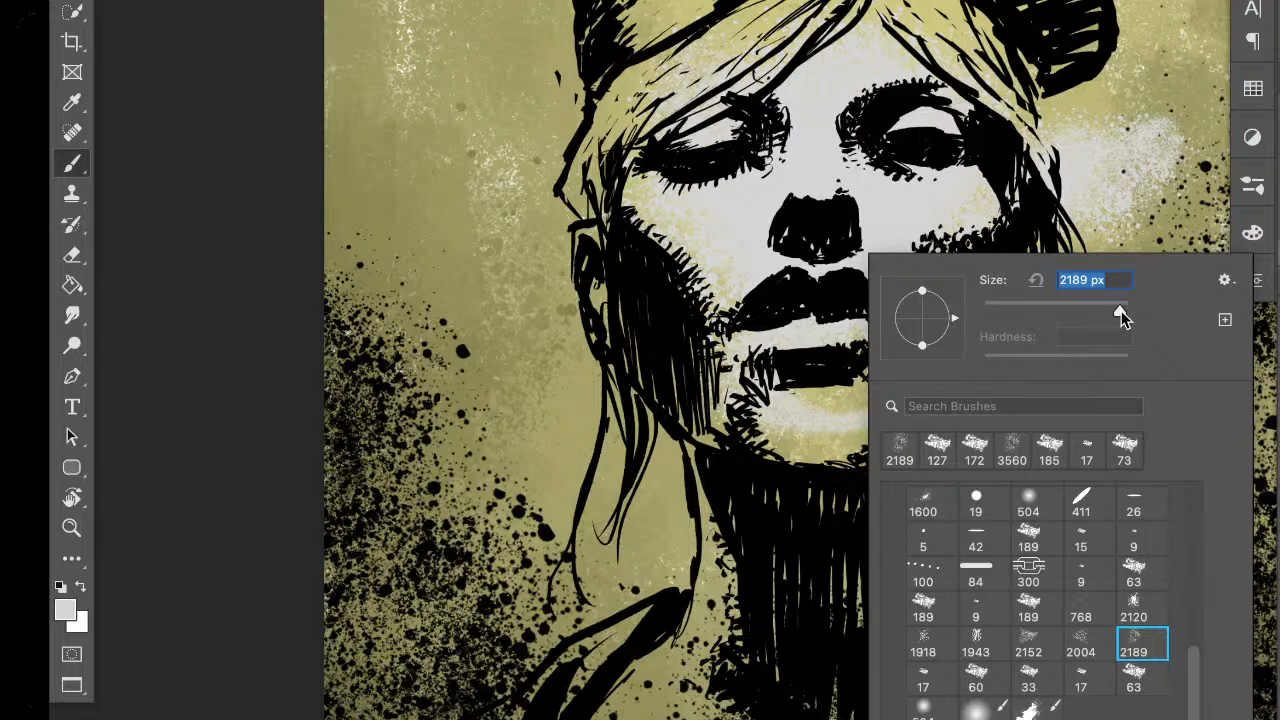 A|
¶
Size: 2189 px
Hardness:
Search Brushes
2189 127 172 3560 185 17 73
1600 19 504 411 26
5 42 189 15 9
100 84 300 9 63
189 9 189 768 2120
1918 1943 2152 2004 2189
17 60 33 17 63
T